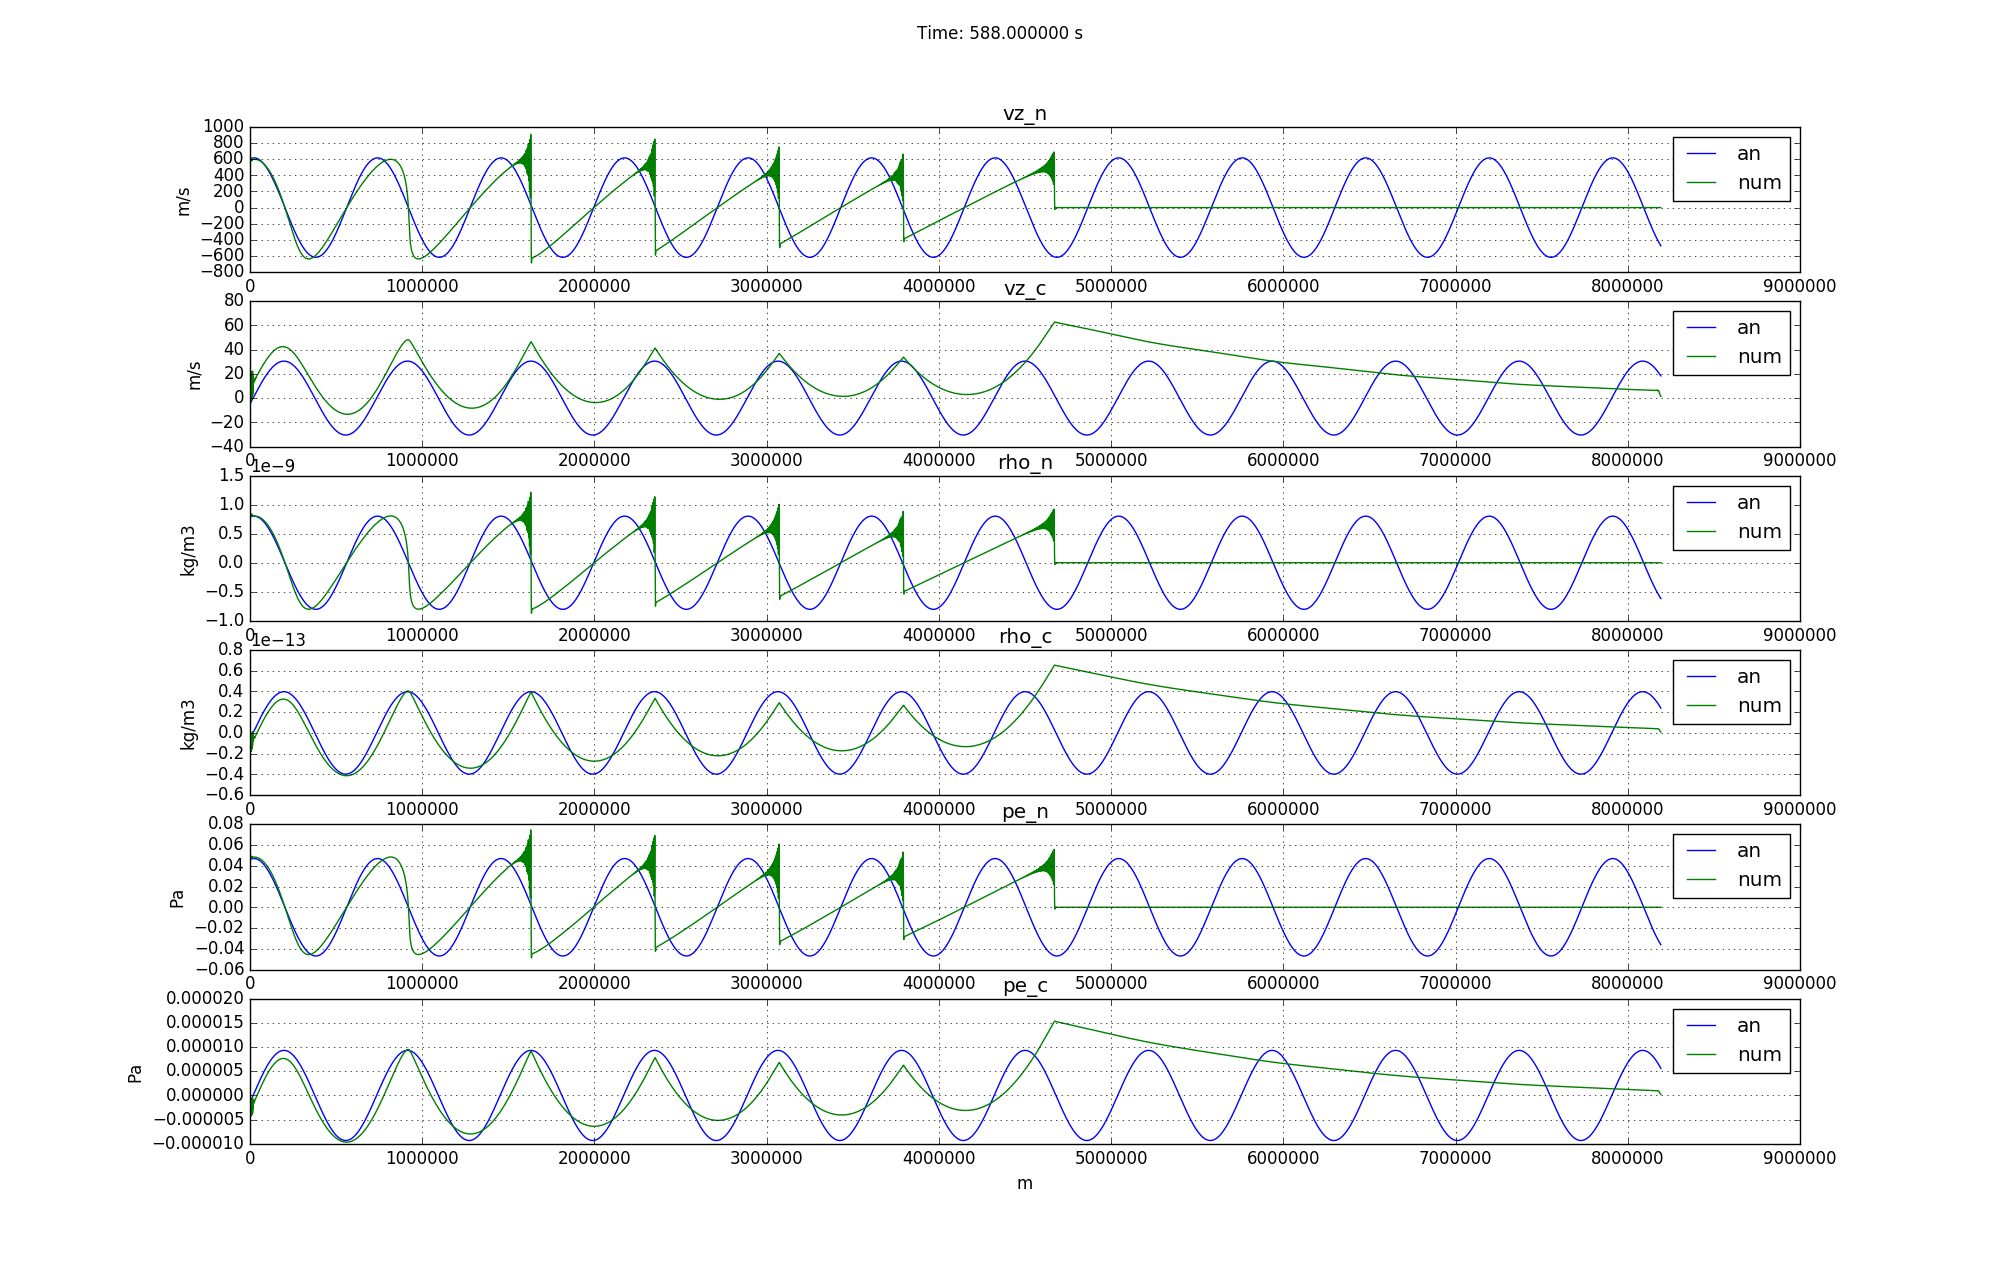 Time: 588.000000 s
vz_n
1000
800
600
400
200
0
−200
−400
−600
−800
m/s
an
num
0 1000000 2000000 3000000 4000000 5000000 6000000 7000000 8000000 9000000
vz_c
80
60
40
20
0
−20
−40
m/s
an
num
0 1000000 2000000 3000000 4000000 5000000 6000000 7000000 8000000 9000000
1e−9
rho_n
1.5
1.0
0.5
0.0
−0.5
−1.0
kg/m3
an
num
0 1000000 2000000 3000000 4000000 5000000 6000000 7000000 8000000 9000000
1e−13
rho_c
0.8
0.6
0.4
0.2
0.0
−0.2
−0.4
−0.6
kg/m3
an
num
0 1000000 2000000 3000000 4000000 5000000 6000000 7000000 8000000 9000000
pe_n
0.08
0.06
0.04
0.02
0.00
−0.02
−0.04
−0.06
Pa
an
num
0 1000000 2000000 3000000 4000000 5000000 6000000 7000000 8000000 9000000
pe_c
0.000020
0.000015
0.000010
0.000005
0.000000
−0.000005
−0.000010
Pa
an
num
0 1000000 2000000 3000000 4000000 5000000 6000000 7000000 8000000 9000000
m